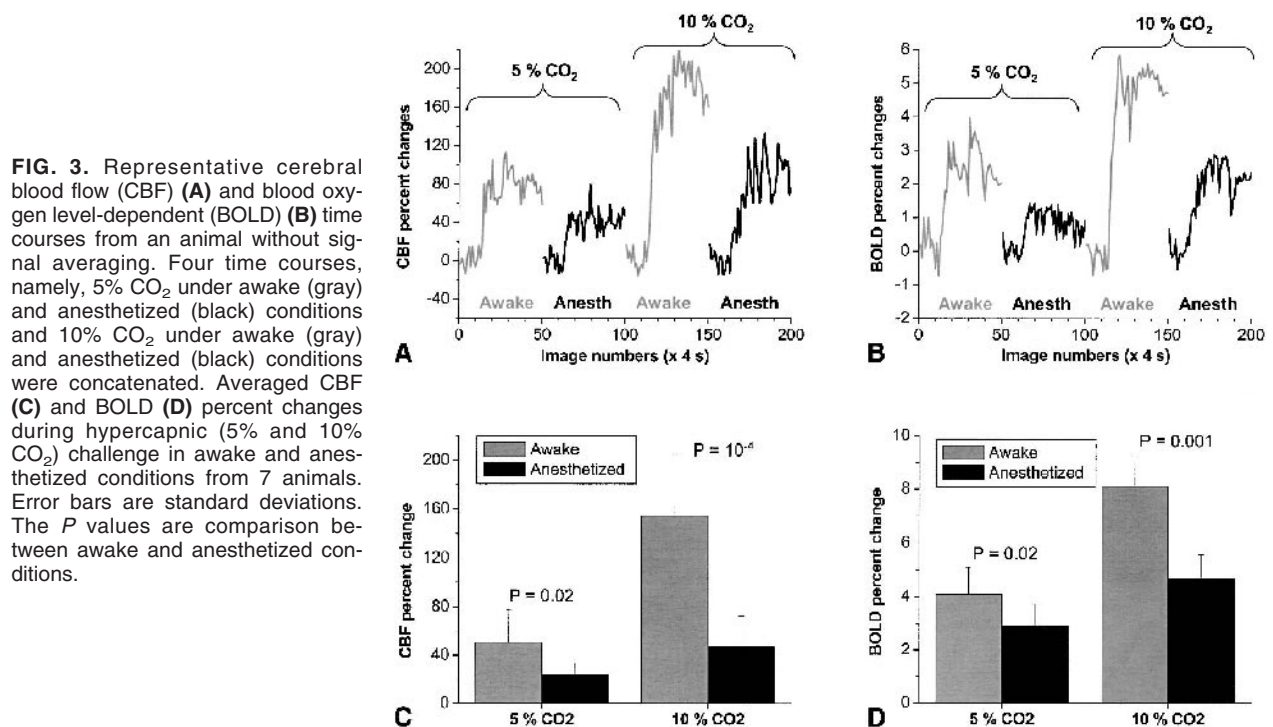 FIG. 3. Representative cerebral
blood flow (CBF) (A) and blood oxy-
gen level-dependent (BOLD) (B) time
courses from an animal without sig-
nal averaging. Four time courses,
namely, 5% CO₂ under awake (gray)
and anesthetized (black) conditions
and 10% CO₂ under awake (gray)
and anesthetized (black) conditions
were concatenated. Averaged CBF
(C) and BOLD (D) percent changes
during hypercapnic (5% and 10%
CO₂) challenge in awake and anes-
thetized conditions from 7 animals.
Error bars are standard deviations.
The P values are comparison be-
tween awake and anesthetized con-
ditions.
10 % CO₂
5 % CO₂
CBF percent changes
220
200
160
120
80
40
0
-40
Awake Anesth Awake Anesth
0 50 100 150 200
Image numbers (x 4 s)
A
10 % CO₂
5 % CO₂
BOLD percent changes
6
5
4
3
2
1
0
-1
-2
Awake Anesth Awake Anesth
0 50 100 150 200
Image numbers (x 4 s)
B
CBF percent change
200
160
120
80
40
0
Awake
Anesthetized
P = 10⁻⁴
P = 0.02
5 % CO2 10 % CO2
C
BOLD percent change
10
8
6
4
2
0
Awake
Anesthetized
P = 0.001
P = 0.02
5 % CO2 10 % CO2
D